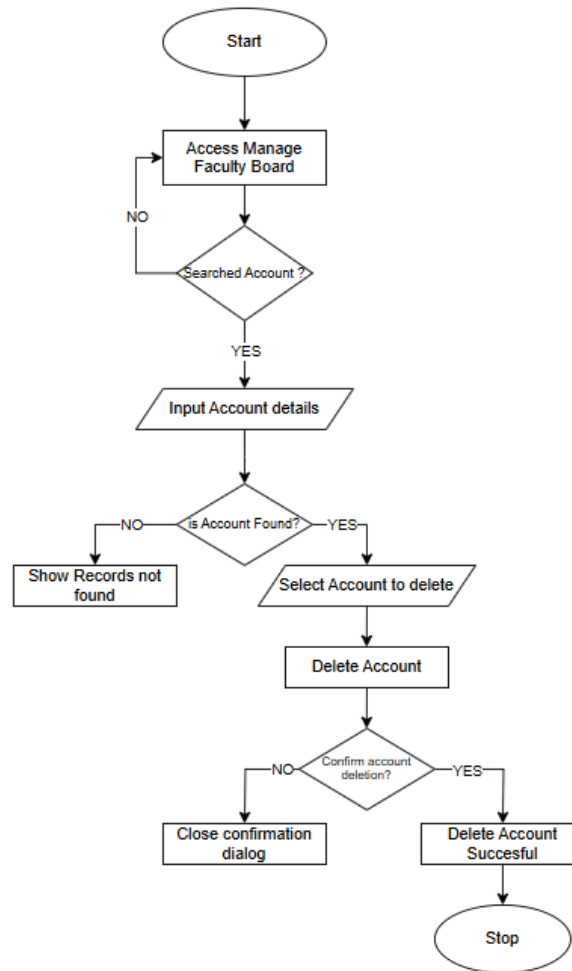 Start
Access Manage
Faculty Board
NO
Searched Account ?
YES
Input Account details
NO
is Account Found?
YES
Show Records not
found
Select Account to delete
Delete Account
Confirm account
deletion?
NO
YES
Close confirmation
dialog
Delete Account
Succesful
Stop